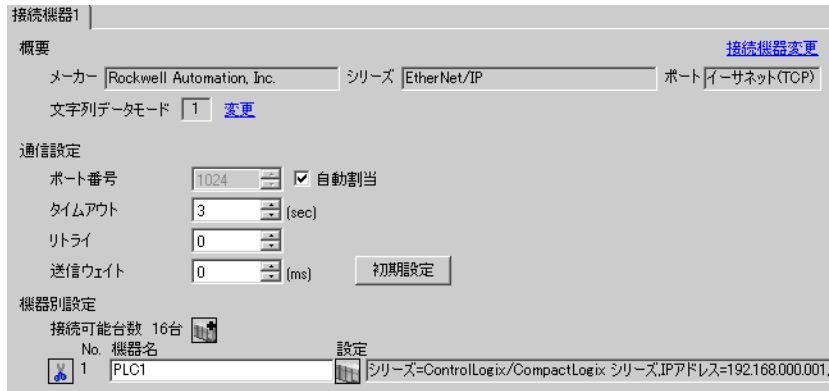 接続機器1
概要
接続機器変更
メーカー Rockwell Automation, Inc. シリーズ EtherNet/IP ポート イーサネット(TCP)
文字列データモード 1 変更
通信設定
ポート番号 1024 自動割当
タイムアウト 3 (sec)
リトライ 0
送信ウェイト 0 (ms) 初期設定
機器別設定
接続可能台数 16台
No. 機器名 設定
1 PLC1 シリーズ=ControlLogix/CompactLogix シリーズ,IPアドレス=192.168.000.001,